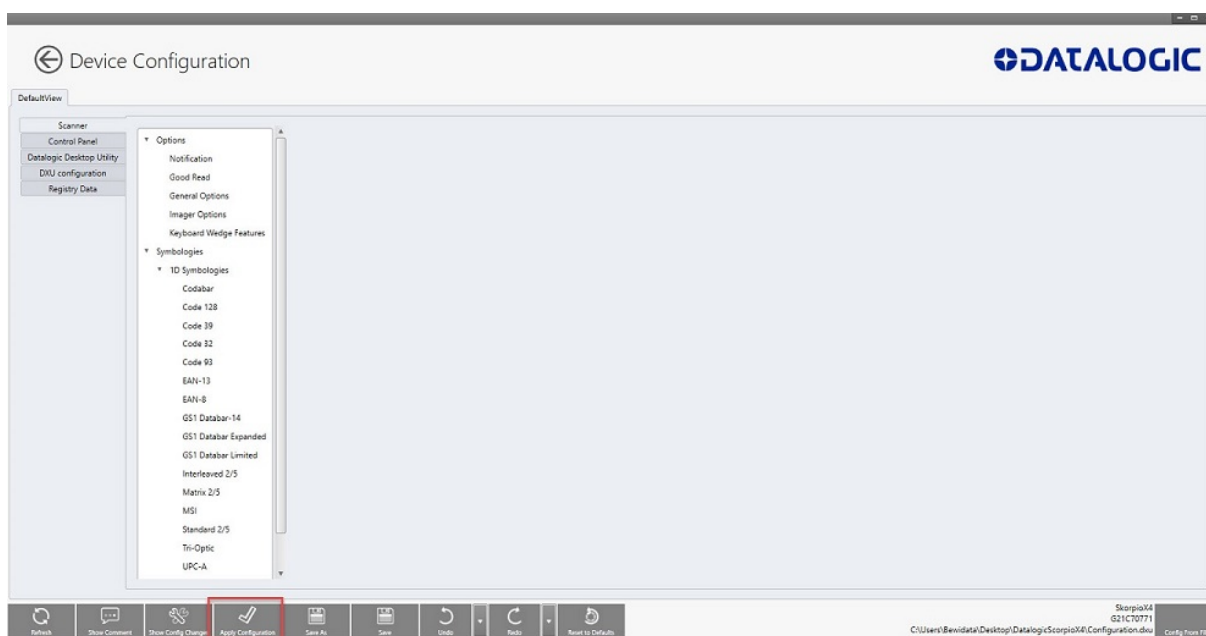 Device Configuration
DATALOGIC
DefaultView
Scanner
Control Panel
Datalogic Desktop Utility
DXU configuration
Registry Data
Options
Notification
Good Read
General Options
Imager Options
Keyboard Wedge Features
Symbologies
1D Symbologies
Codabar
Code 128
Code 39
Code 32
Code 93
EAN-13
EAN-8
GS1 Databar-14
GS1 Databar Expanded
GS1 Databar Limited
Interleaved 2/5
Matrix 2/5
MSI
Standard 2/5
Tri-Optic
UPC-A
Refresh
Show Comment
Show Config Changes
Apply Configuration
Save As
Save
Undo
Redo
Reset to Defaults
SkorpioX4
G21C70771
C:\Users\Bewidata\Desktop\DatalogicScorpioX4\Configuration.dxu
Config From